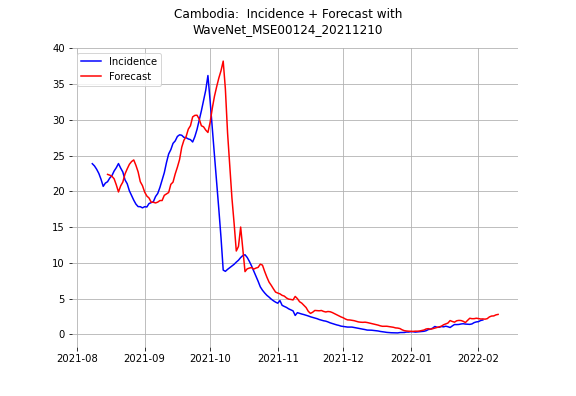 Cambodia:  Incidence + Forecast with
WaveNet_MSE00124_20211210
Incidence
Forecast
40
35
30
25
20
15
10
5
0
2021-08 2021-09 2021-10 2021-11 2021-12 2022-01 2022-02